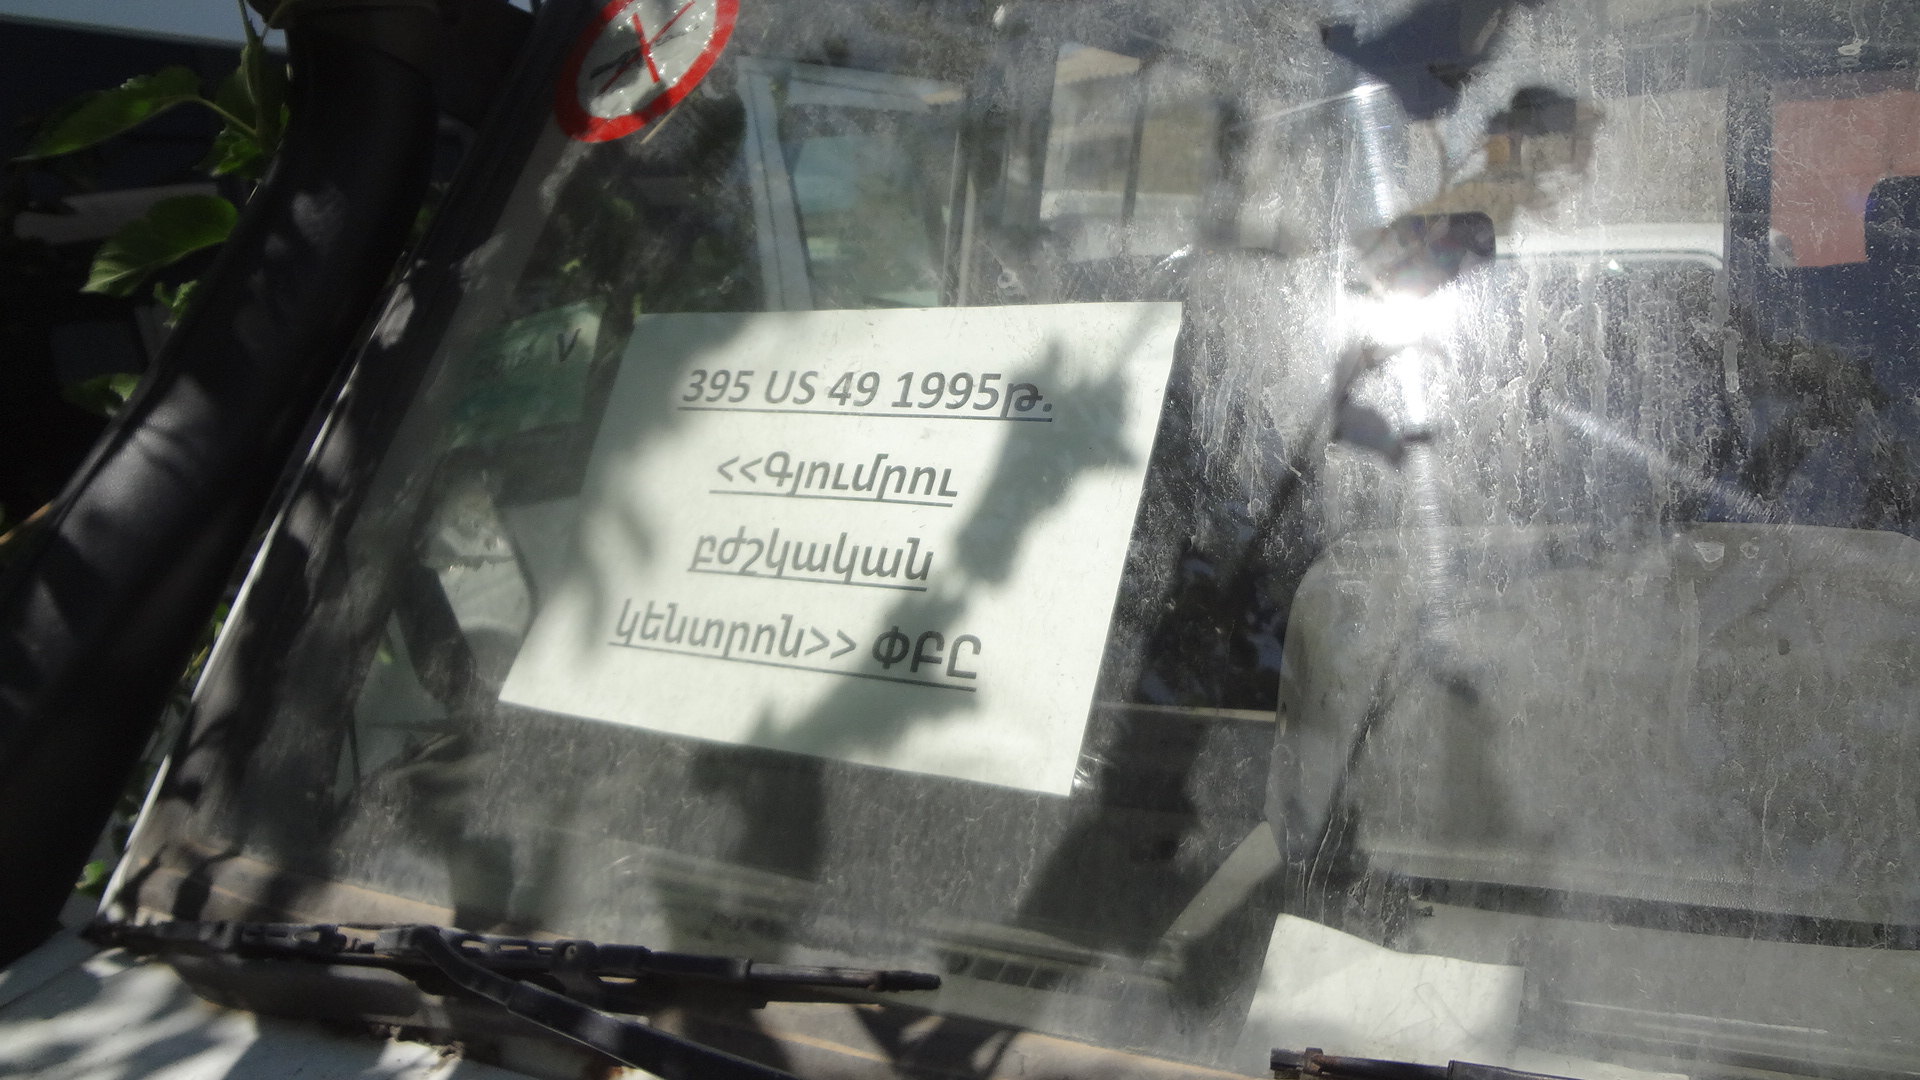 395 US 49 1995թ.
<<Գյումրու
բժշկական
կենտրոն>> ՓԲԸ